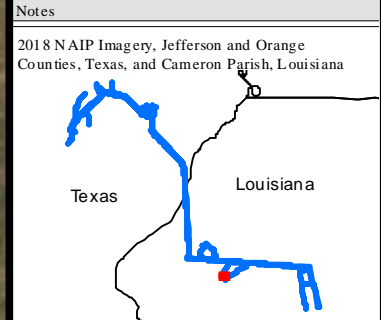 Notes
2018 NAIP Imagery, Jefferson and Orange
Counties, Texas, and Cameron Parish, Louisiana
Louisiana
Texas